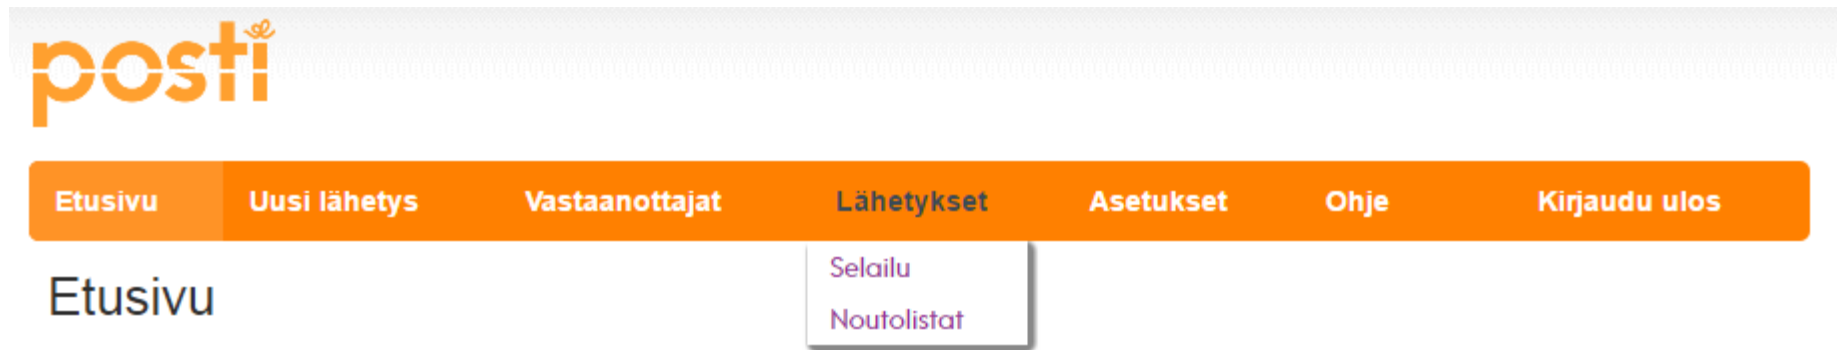 posti
Etusivu Uusi lähetys Vastaanottajat Lähetykset Asetukset Ohje Kirjaudu ulos
Selailu
Noutolistat
Etusivu